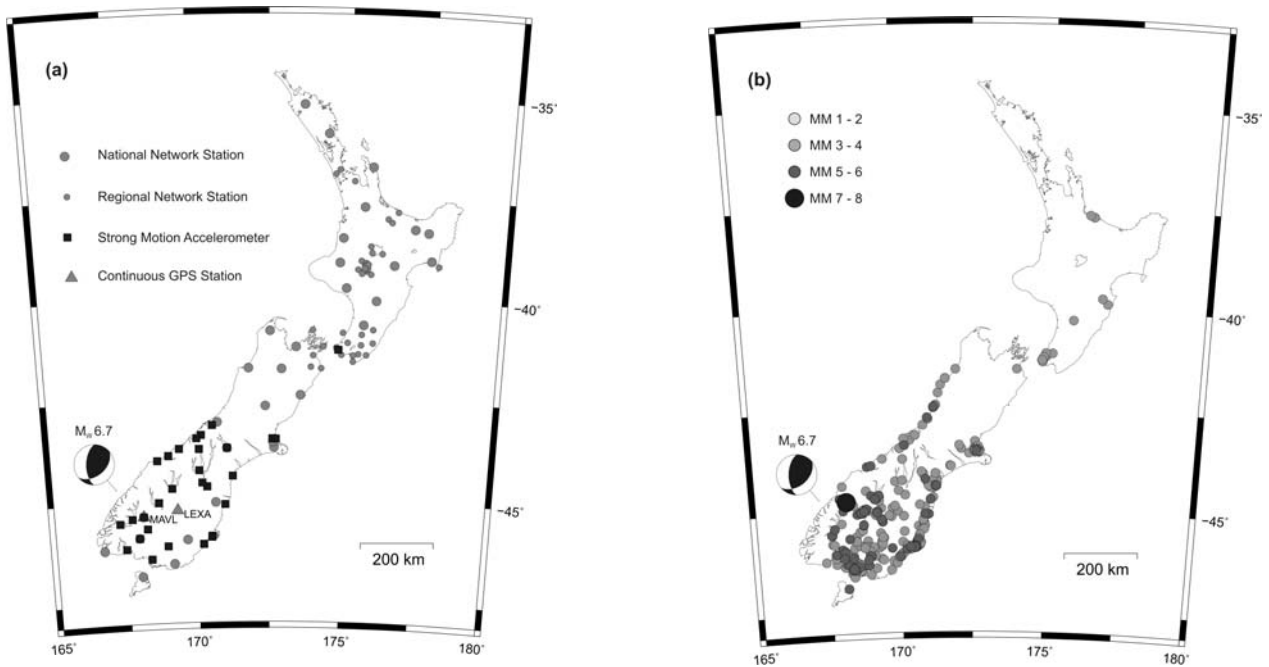 (a)
National Network Station
Regional Network Station
Strong Motion Accelerometer
Continuous GPS Station
Mw 6.7
MAVL
LEXA
200 km
−35°
−40°
−45°
165°
170°
175°
180°
(b)
MM 1 - 2
MM 3 - 4
MM 5 - 6
MM 7 - 8
Mw 6.7
200 km
−35°
−40°
−45°
165°
170°
175°
180°